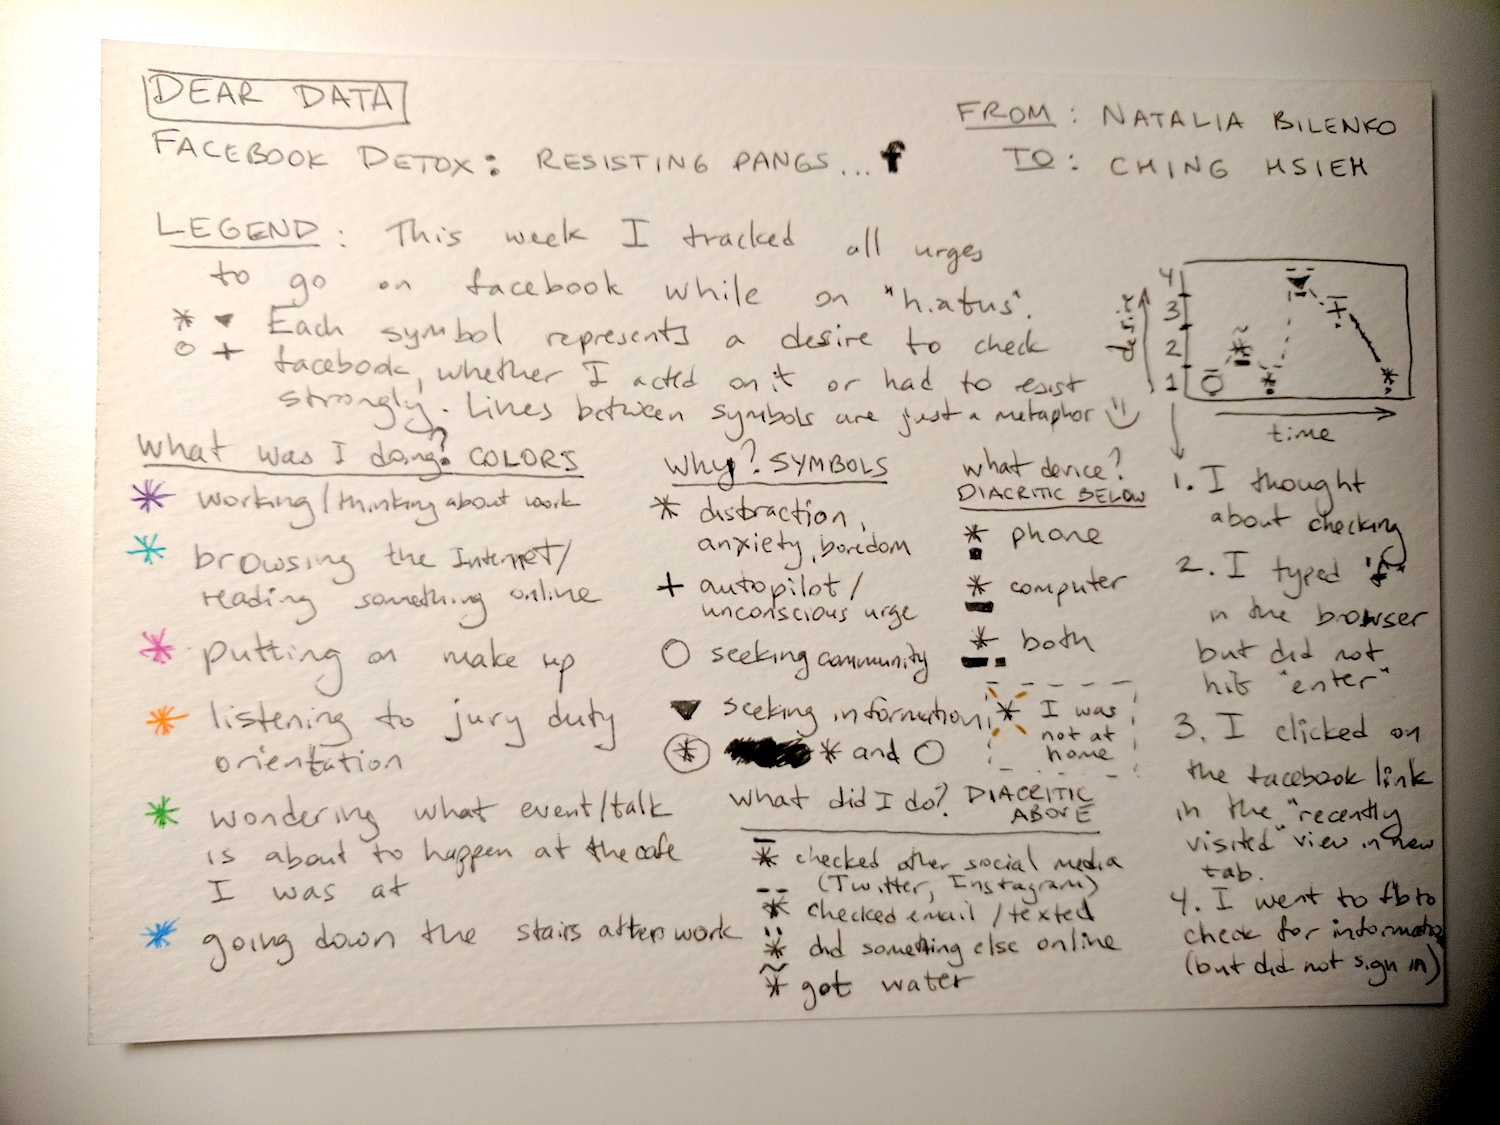 DEAR DATA
FACEBOOK DETOX: RESISTING PANGS... f
FROM: NATALIA BILENKO
TO: CHING HSIEH
LEGEND: This week I tracked all urges
to go on facebook while on "hiatus".
Each symbol represents a desire to check
facebook, whether I acted on it or had to resist
strongly. Lines between symbols are just a metaphor
4
3
2
1
time
what was I doing? COLORS
working/thinking about work
browsing the Internet/
reading something online
putting on make up
listening to jury duty
orientation
wondering what event/talk
is about to happen at the cafe
I was at
going down the stairs after work
Why? SYMBOLS
* distraction,
anxiety, boredom
+ autopilot/
unconscious urge
○ seeking community
▼ seeking information
* and ○
what device?
DIACRITIC BELOW
* phone
* computer
* both
* I was
not at
home
What did I do? DIACRITIC
ABOVE
* checked other social media
(Twitter, Instagram)
* checked email/texted
* did something else online
* got water
1. I thought
about checking
2. I typed "f"
in the browser
but did not
hit "enter"
3. I clicked on
the facebook link
in the "recently
visited" view in new
tab.
4. I went to fb to
check for information
(but did not sign in)